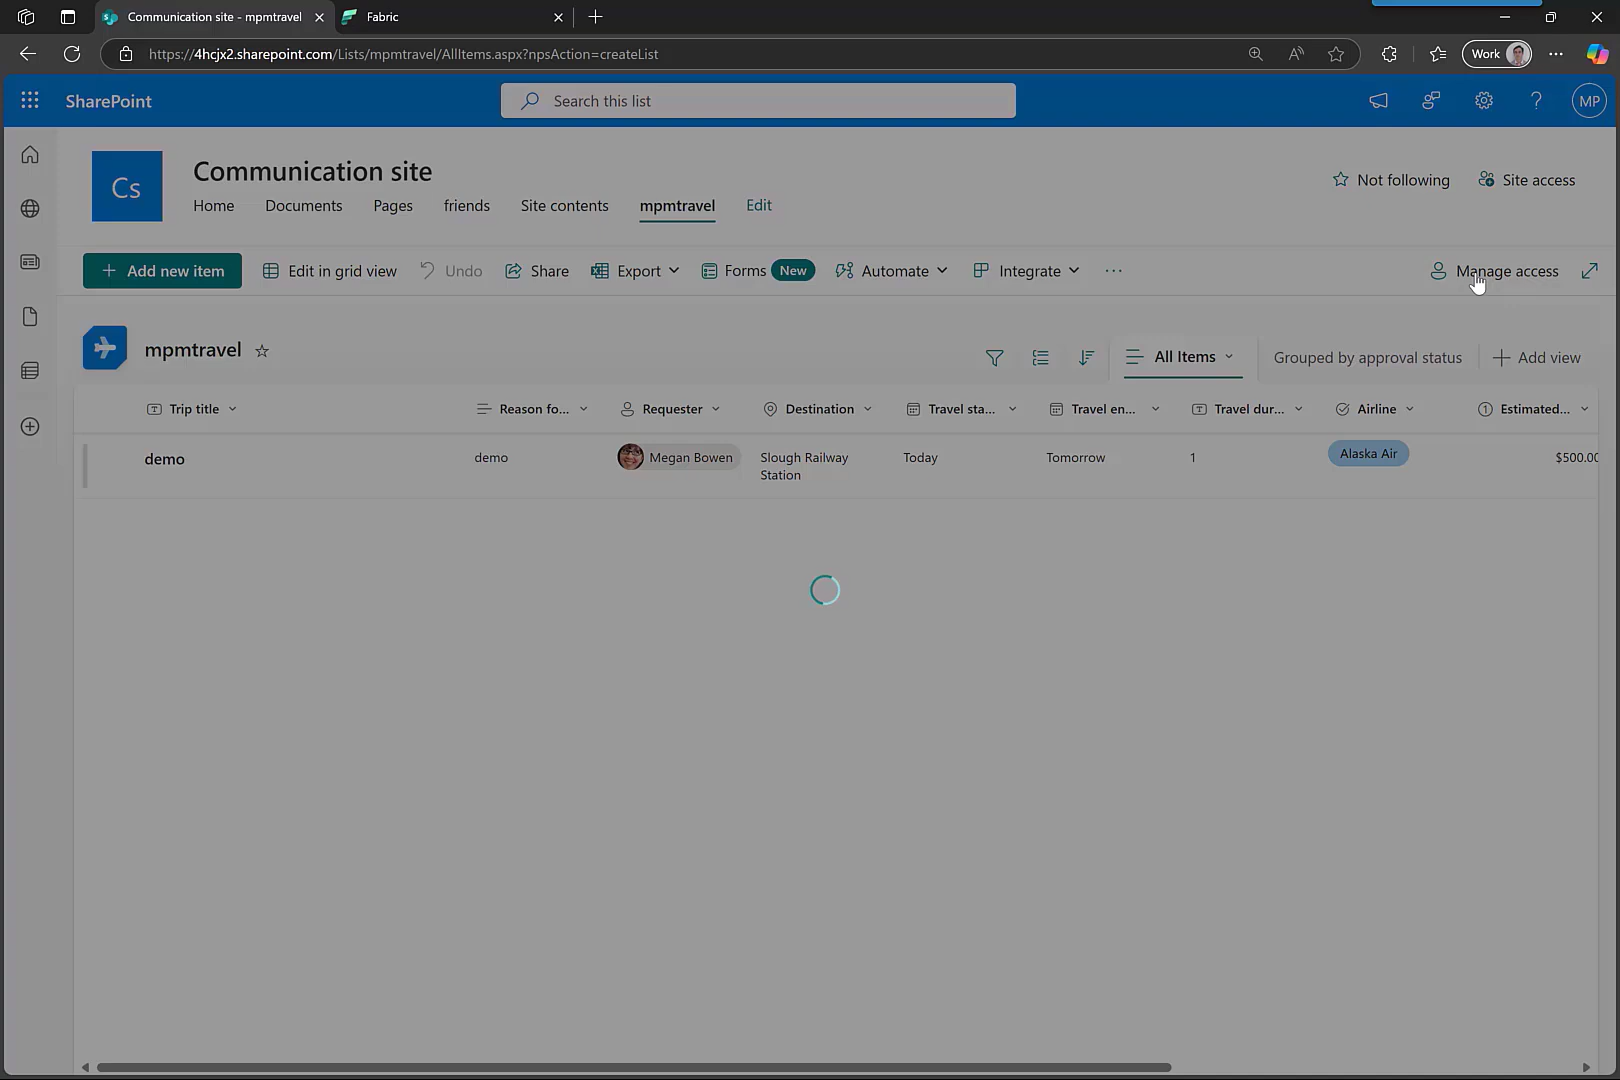 Communication site - mpmtravel
Fabric
https://4hcjx2.sharepoint.com/Lists/mpmtravel/AllItems.aspx?npsAction=createList
Work
SharePoint
Search this list
MP
Cs
Communication site
Not following
Site access
Home
Documents
Pages
friends
Site contents
mpmtravel
Edit
Add new item
Edit in grid view
Undo
Share
Export
Forms
New
Automate
Integrate
Manage access
mpmtravel
All Items
Grouped by approval status
Add view
Trip title
Reason fo...
Requester
Destination
Travel sta...
Travel en...
Travel dur...
Airline
Estimated...
demo
demo
Megan Bowen
Slough Railway
Station
Today
Tomorrow
1
Alaska Air
$500.00